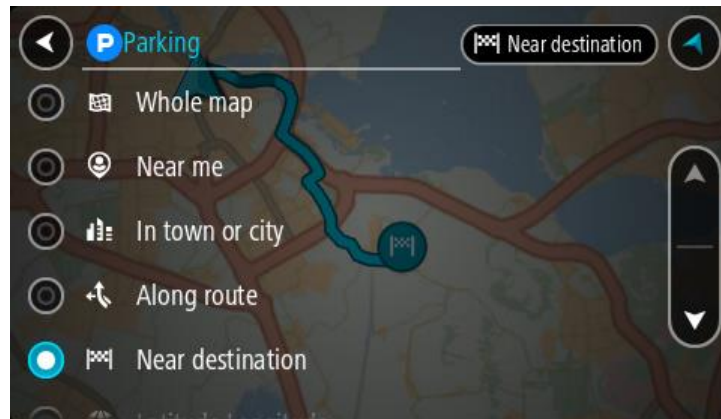 P Parking
Near destination
Whole map
Near me
In town or city
Along route
Near destination